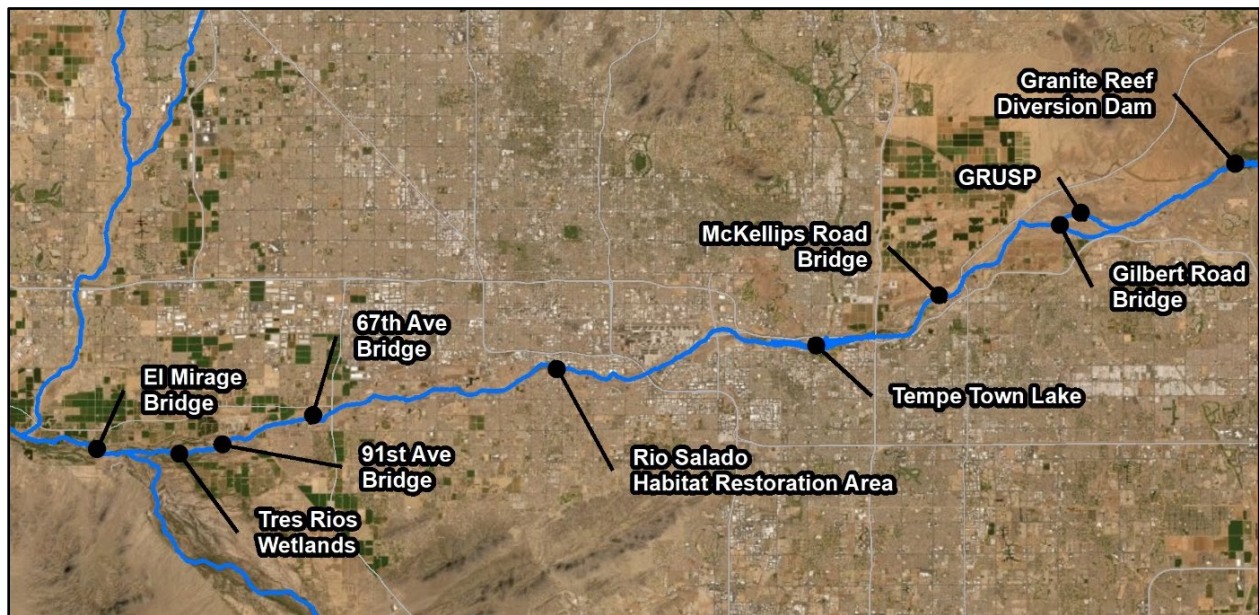 Granite Reef
Diversion Dam
GRUSP
McKellips Road
Bridge
Gilbert Road
Bridge
67th Ave
Bridge
El Mirage
Bridge
Tempe Town Lake
91st Ave
Bridge
Rio Salado
Habitat Restoration Area
Tres Rios
Wetlands